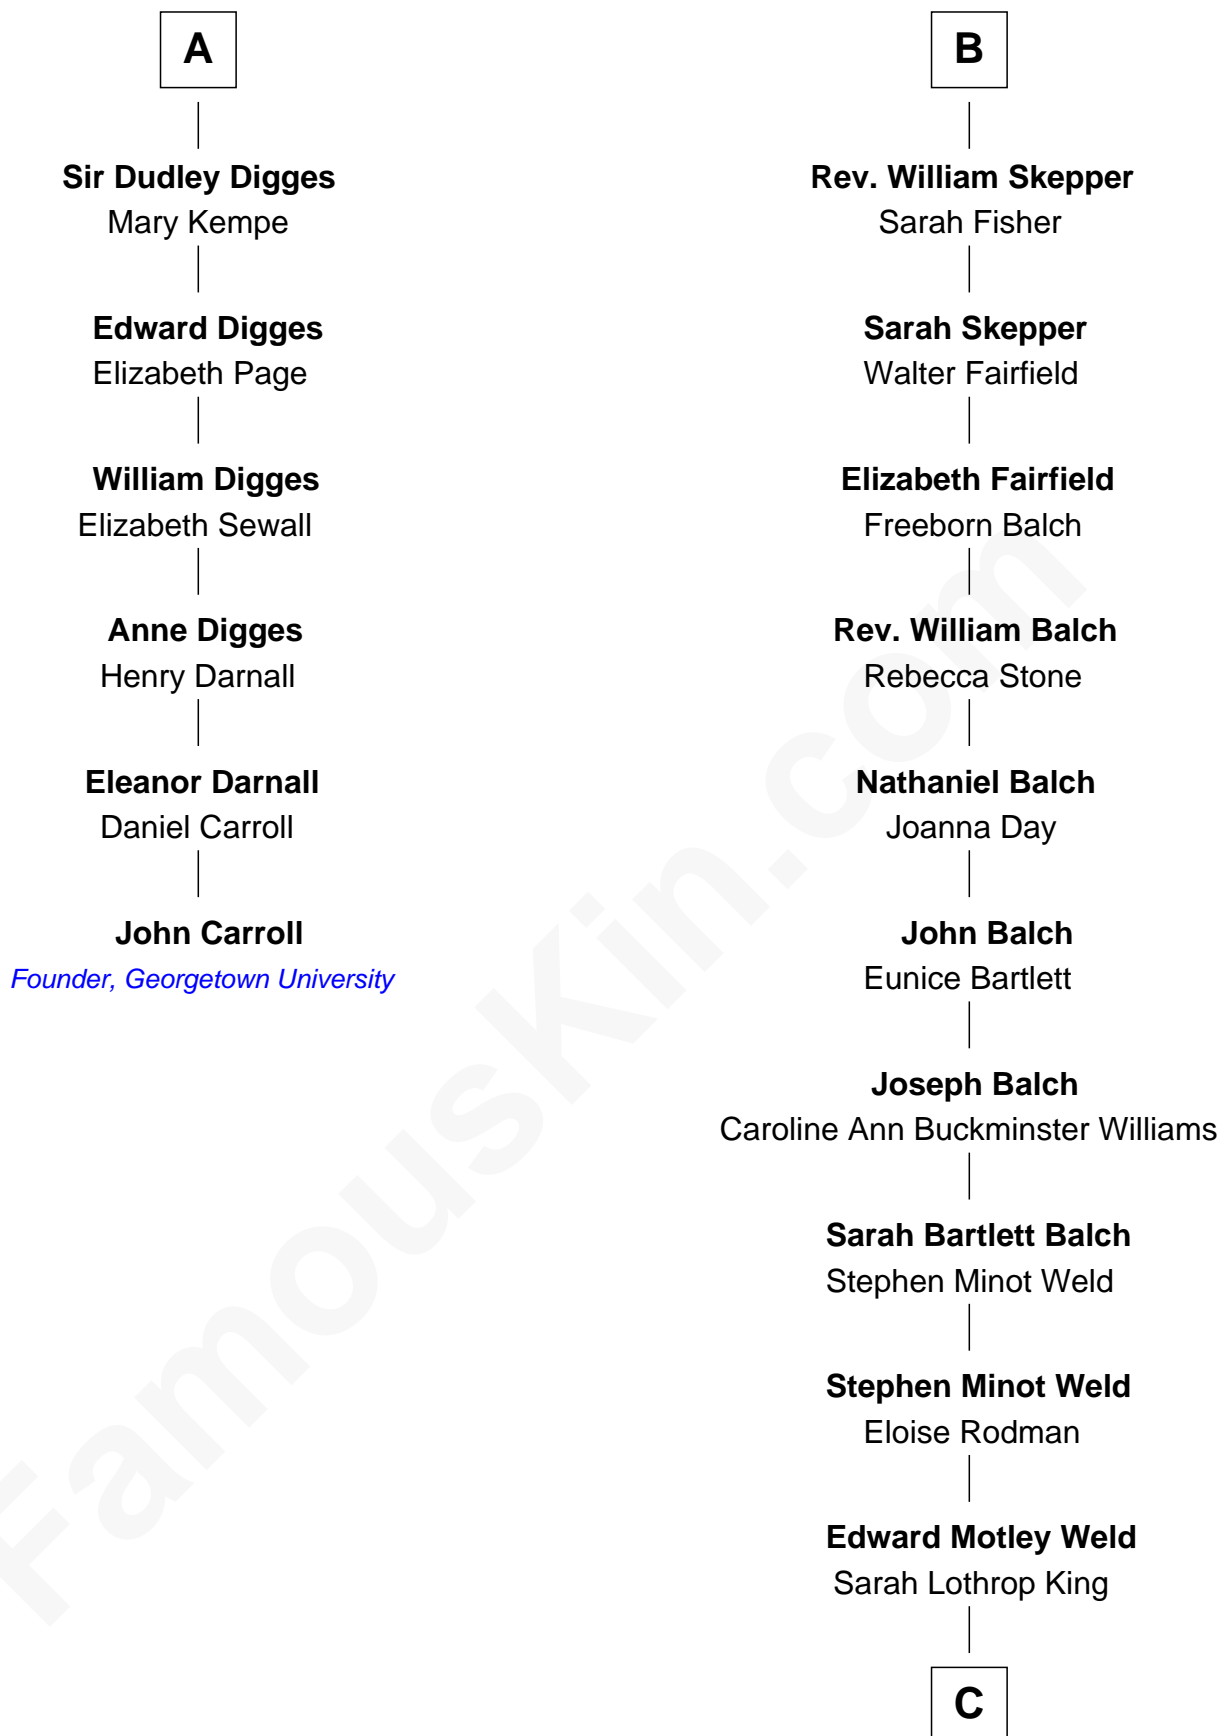 A
Sir Dudley Digges
Mary Kempe
Edward Digges
Elizabeth Page
William Digges
Elizabeth Sewall
Anne Digges
Henry Darnall
Eleanor Darnall
Daniel Carroll
John Carroll
Founder, Georgetown University
B
Rev. William Skepper
Sarah Fisher
Sarah Skepper
Walter Fairfield
Elizabeth Fairfield
Freeborn Balch
Rev. William Balch
Rebecca Stone
Nathaniel Balch
Joanna Day
John Balch
Eunice Bartlett
Joseph Balch
Caroline Ann Buckminster Williams
Sarah Bartlett Balch
Stephen Minot Weld
Stephen Minot Weld
Eloise Rodman
Edward Motley Weld
Sarah Lothrop King
C
FamousKin.com